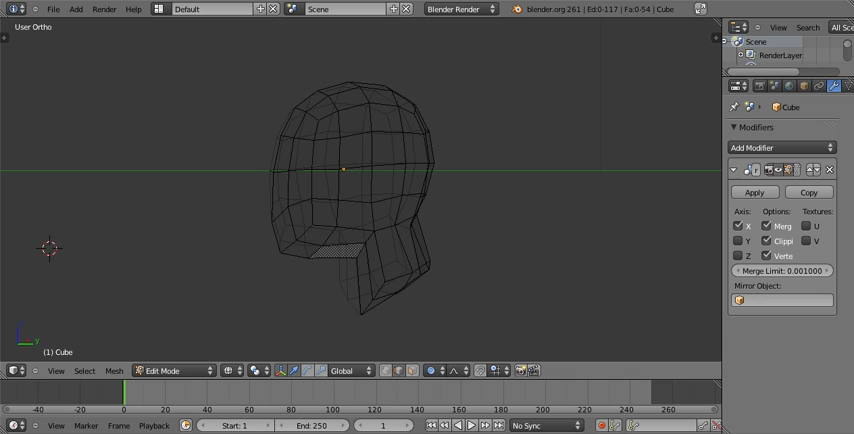 File Add Render Help Default Scene Blender Render blender.org 261 | Ed:0-117 | Fa:0-54 | Cube
User Ortho
View Search All Sce
Scene
RenderLayer
Cube
Modifiers
Add Modifier
Apply Copy
Axis: Options: Textures:
X Merg U
Y Clippi V
Z Verte
Merge Limit: 0.001000
Mirror Object:
y
(1) Cube
View Select Mesh Edit Mode Global
-40 -20 0 20 40 60 80 100 120 140 160 180 200 220 240 260
View Marker Frame Playback Start: 1 End: 250 1 No Sync